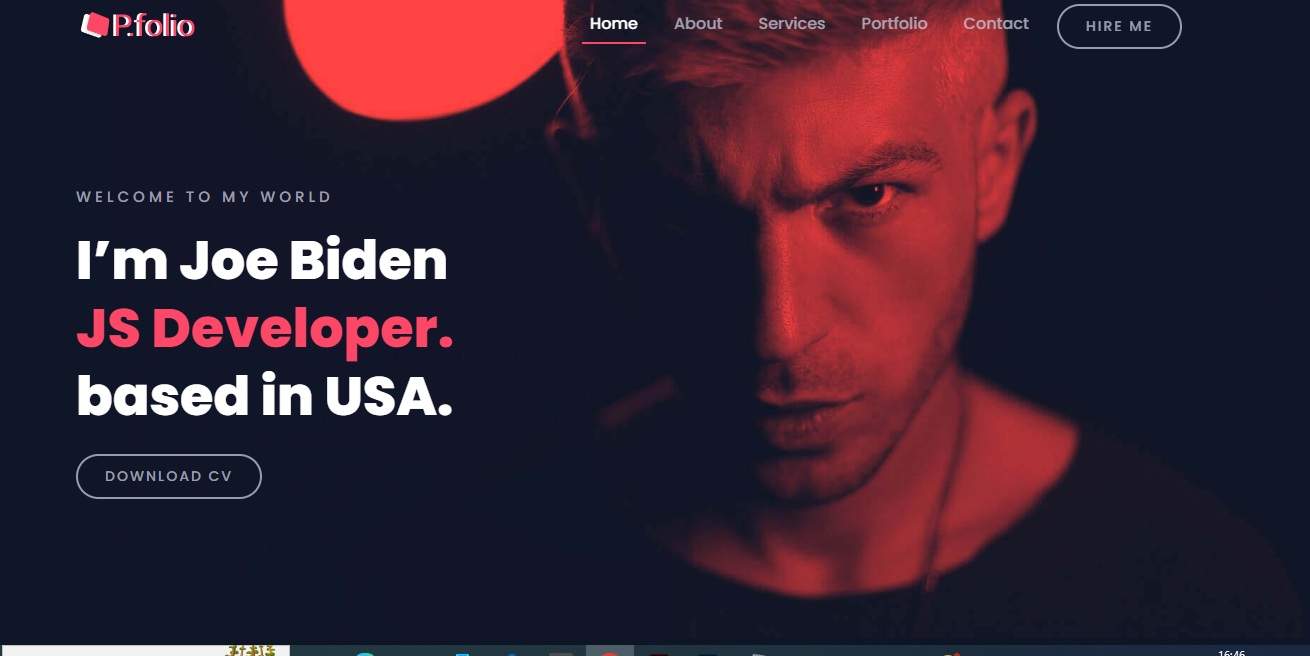 P.folio
Home About Services Portfolio Contact HIRE ME
WELCOME TO MY WORLD
I’m Joe Biden
JS Developer.
based in USA.
DOWNLOAD CV
16:46